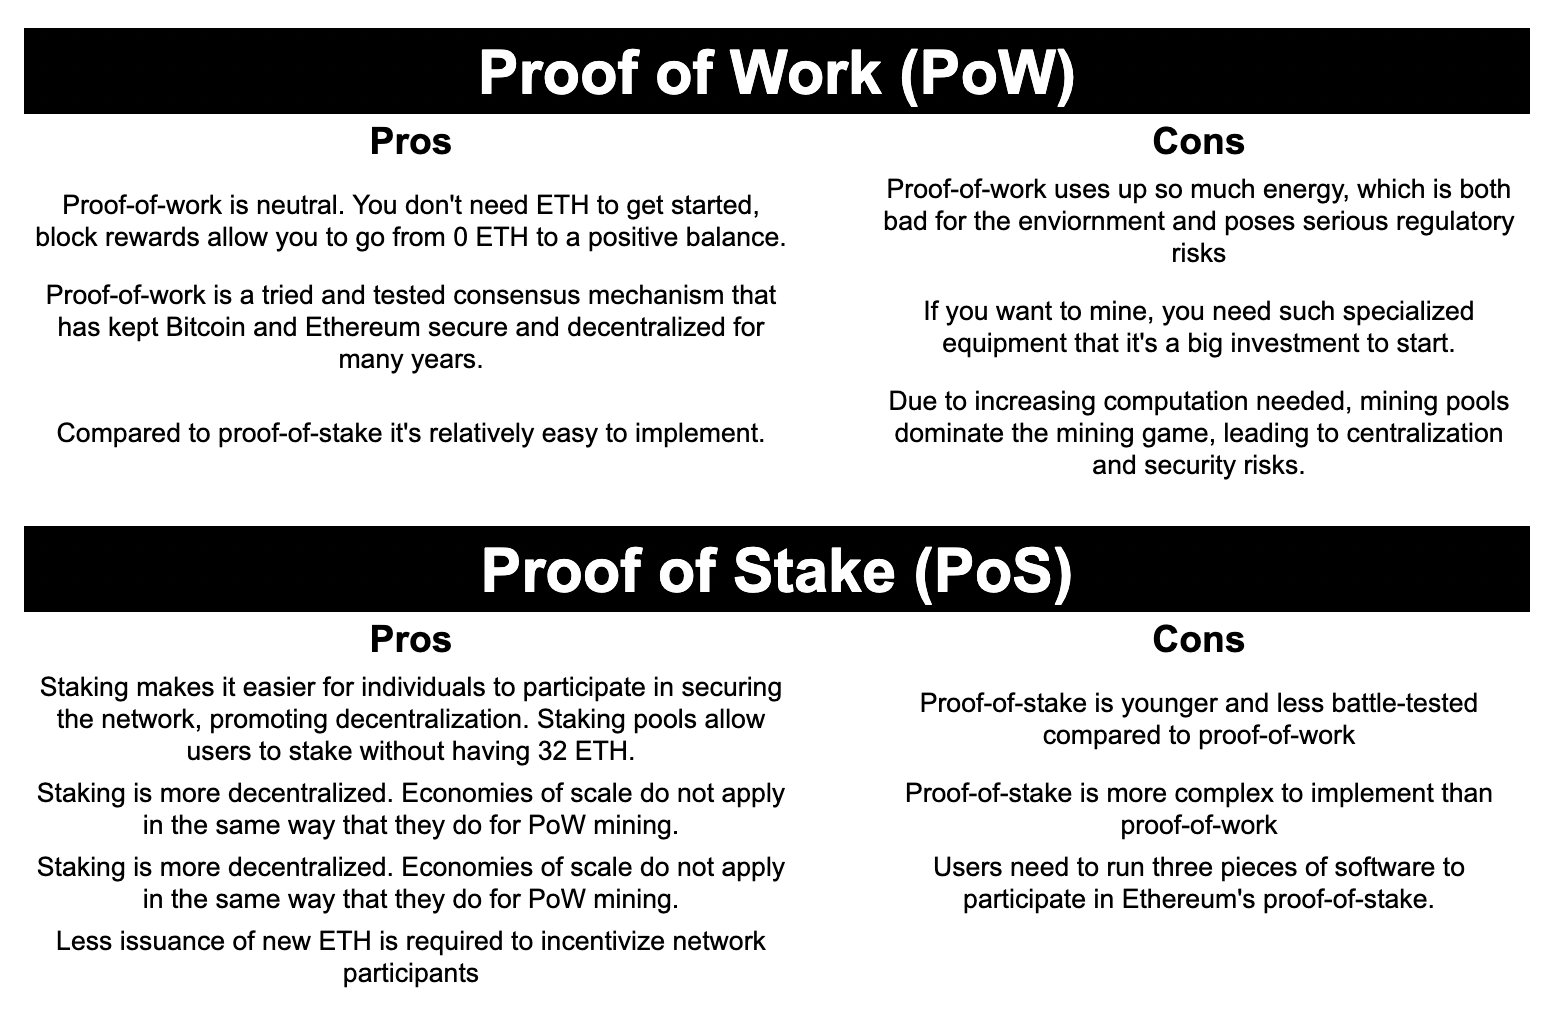 Proof of Work (PoW)
Pros
Proof-of-work is neutral. You don't need ETH to get started,
block rewards allow you to go from 0 ETH to a positive balance.
Proof-of-work is a tried and tested consensus mechanism that
has kept Bitcoin and Ethereum secure and decentralized for
many years.
Compared to proof-of-stake it's relatively easy to implement.
Cons
Proof-of-work uses up so much energy, which is both
bad for the enviornment and poses serious regulatory
risks
If you want to mine, you need such specialized
equipment that it's a big investment to start.
Due to increasing computation needed, mining pools
dominate the mining game, leading to centralization
and security risks.
Proof of Stake (PoS)
Pros
Staking makes it easier for individuals to participate in securing
the network, promoting decentralization. Staking pools allow
users to stake without having 32 ETH.
Staking is more decentralized. Economies of scale do not apply
in the same way that they do for PoW mining.
Staking is more decentralized. Economies of scale do not apply
in the same way that they do for PoW mining.
Less issuance of new ETH is required to incentivize network
participants
Cons
Proof-of-stake is younger and less battle-tested
compared to proof-of-work
Proof-of-stake is more complex to implement than
proof-of-work
Users need to run three pieces of software to
participate in Ethereum's proof-of-stake.